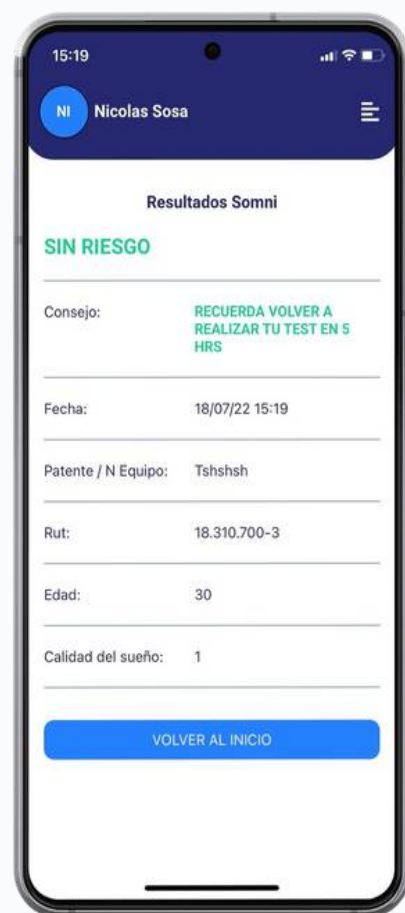 15:19
NI Nicolas Sosa
Resultados Somni
SIN RIESGO
Consejo: RECUERDA VOLVER A
REALIZAR TU TEST EN 5
HRS
Fecha: 18/07/22 15:19
Patente / N Equipo: Tshshsh
Rut: 18.310.700-3
Edad: 30
Calidad del sueño: 1
VOLVER AL INICIO